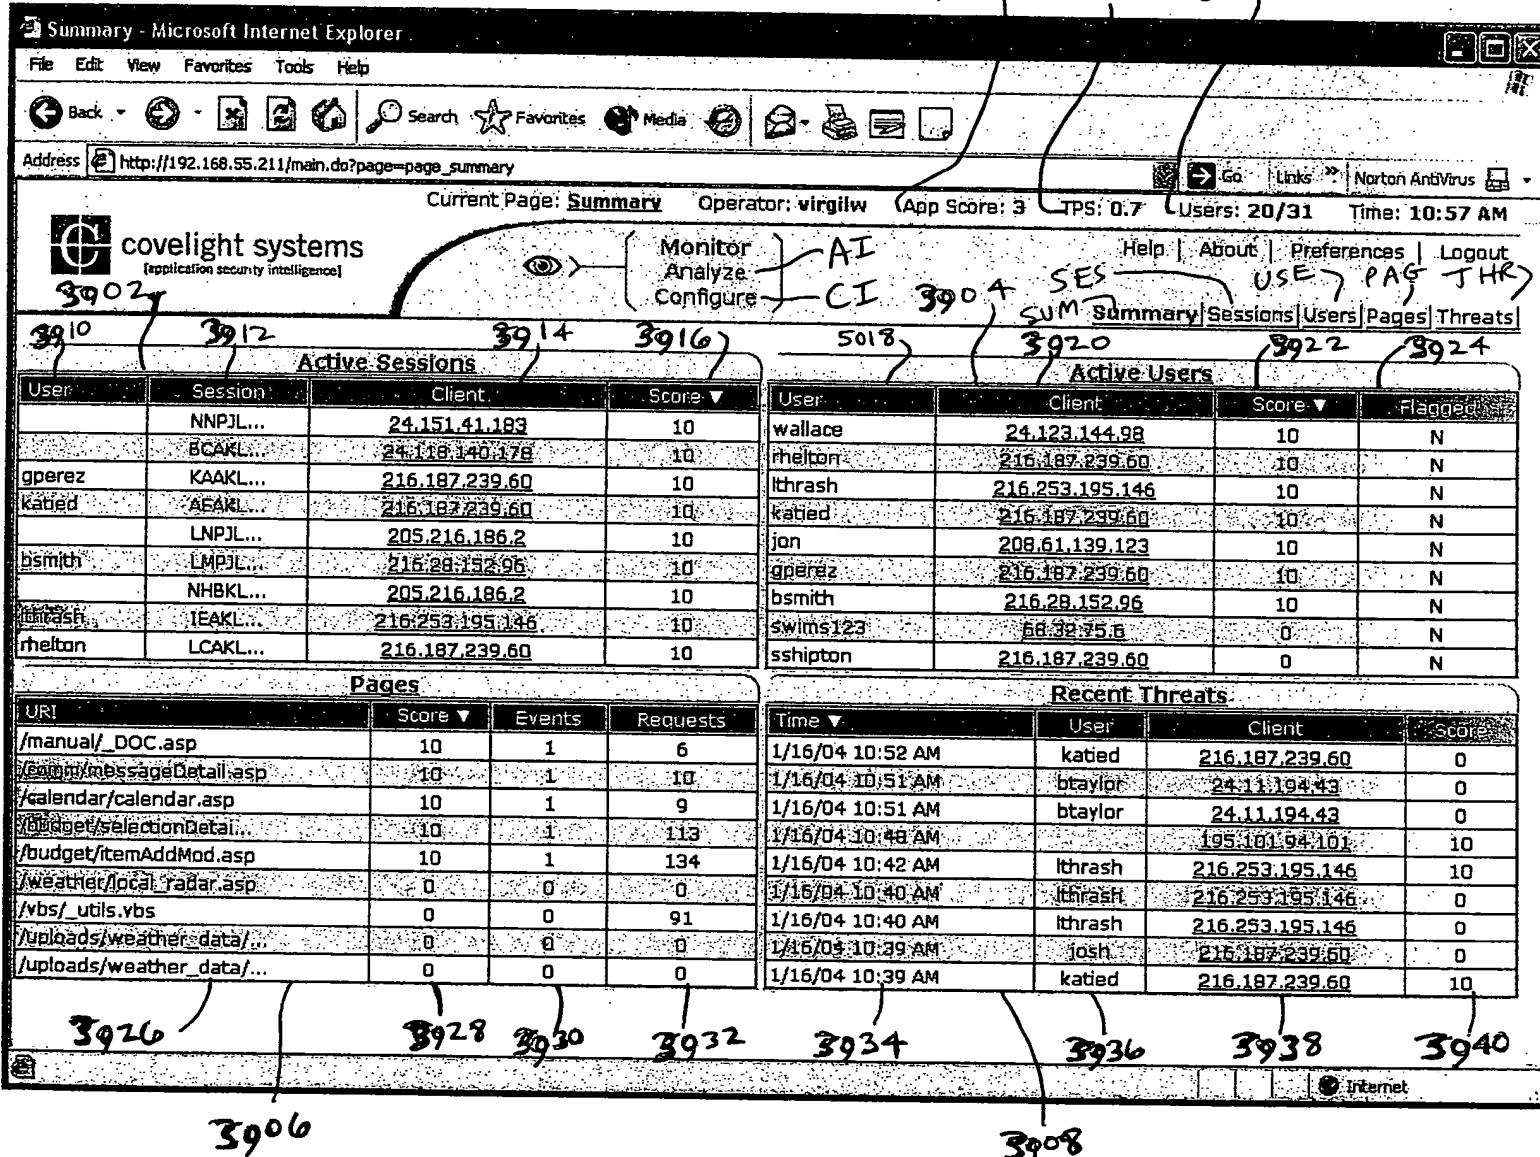 Summary - Microsoft Internet Explorer
File Edit View Favorites Tools Help
Back Search Favorites Media
Address http://192.168.55.211/main.do?page=page_summary Go Links » Norton AntiVirus
Current Page: Summary Operator: virgilw App Score: 3 TPS: 0.7 Users: 20/31 Time: 10:57 AM
covelight systems
[application security intelligence]
Monitor
Analyze
Configure
AI
CI
Help | About | Preferences | Logout
SES USE PAG THR
SUM Summary|Sessions|Users|Pages|Threats|
3902 3904
3910 3912 3914 3916 5018 3920 3922 3924
Active Sessions
User Session Client Score ▼
NNPJL... 24.151.41.183 10
BCAKL... 24.118.140.178 10
gperez KAAKL... 216.187.239.60 10
katied AEAKL... 216.187.239.60 10
LNPJL... 205.216.186.2 10
bsmith LMPJL... 216.28.152.96 10
NHBKL... 205.216.186.2 10
lthrash IEAKL... 216.253.195.146 10
rhelton LCAKL... 216.187.239.60 10
Active Users
User Client Score ▼ Flagged
wallace 24.123.144.98 10 N
rhelton 216.187.239.60 10 N
lthrash 216.253.195.146 10 N
katied 216.187.239.60 10 N
jon 208.61.139.123 10 N
gperez 216.187.239.60 10 N
bsmith 216.28.152.96 10 N
swims123 68.32.75.6 0 N
sshipton 216.187.239.60 0 N
Pages
URI Score ▼ Events Requests
/manual/_DOC.asp 10 1 6
/comm/messageDetail.asp 10 1 10
/calendar/calendar.asp 10 1 9
/budget/selectionDetai... 10 1 113
/budget/itemAddMod.asp 10 1 134
/weather/local_radar.asp 0 0 0
/vbs/_utils.vbs 0 0 91
/uploads/weather_data/... 0 0 0
/uploads/weather_data/... 0 0 0
Recent Threats
Time ▼ User Client Score
1/16/04 10:52 AM katied 216.187.239.60 0
1/16/04 10:51 AM btaylor 24.11.194.43 0
1/16/04 10:51 AM btaylor 24.11.194.43 0
1/16/04 10:48 AM 195.101.94.101 10
1/16/04 10:42 AM lthrash 216.253.195.146 10
1/16/04 10:40 AM lthrash 216.253.195.146 0
1/16/04 10:40 AM lthrash 216.253.195.146 0
1/16/04 10:39 AM josh 216.187.239.60 0
1/16/04 10:39 AM katied 216.187.239.60 10
3926 3928 3930 3932 3934 3936 3938 3940
Internet
3906 3908